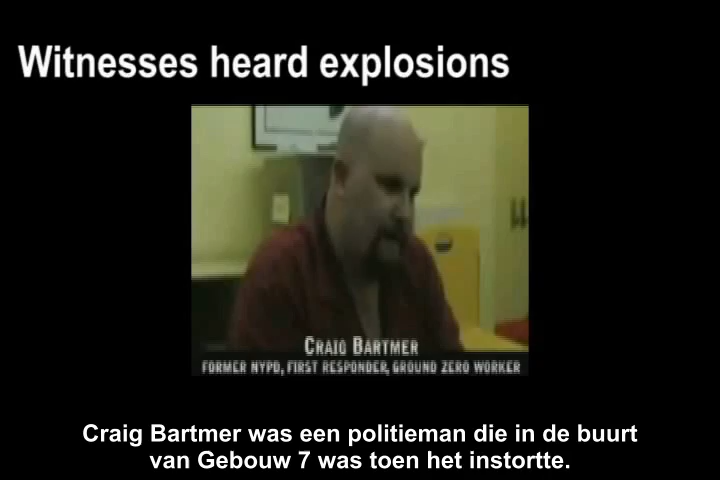 Witnesses heard explosions
CRAIG BARTMER
FORMER NYPD, FIRST RESPONDER, GROUND ZERO WORKER
Craig Bartmer was een politieman die in de buurt
van Gebouw 7 was toen het instortte.